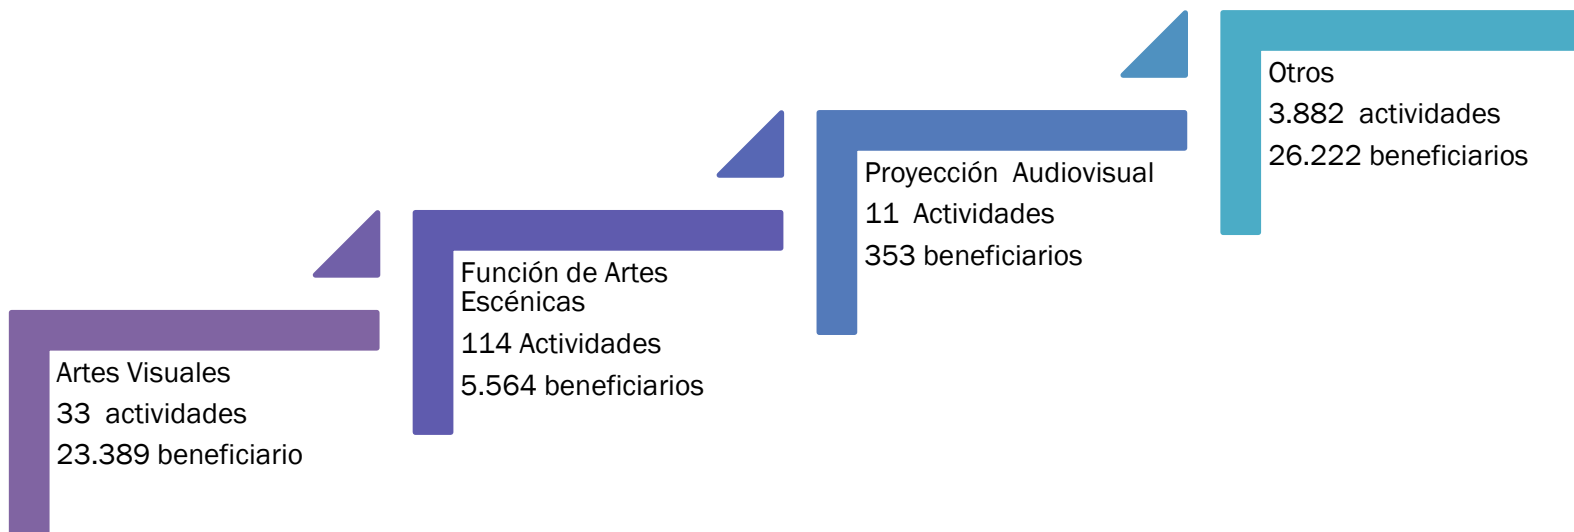 Artes Visuales
33 actividades
23.389 beneficiario
Función de Artes
Escénicas
114 Actividades
5.564 beneficiarios
Proyección Audiovisual
11 Actividades
353 beneficiarios
Otros
3.882 actividades
26.222 beneficiarios